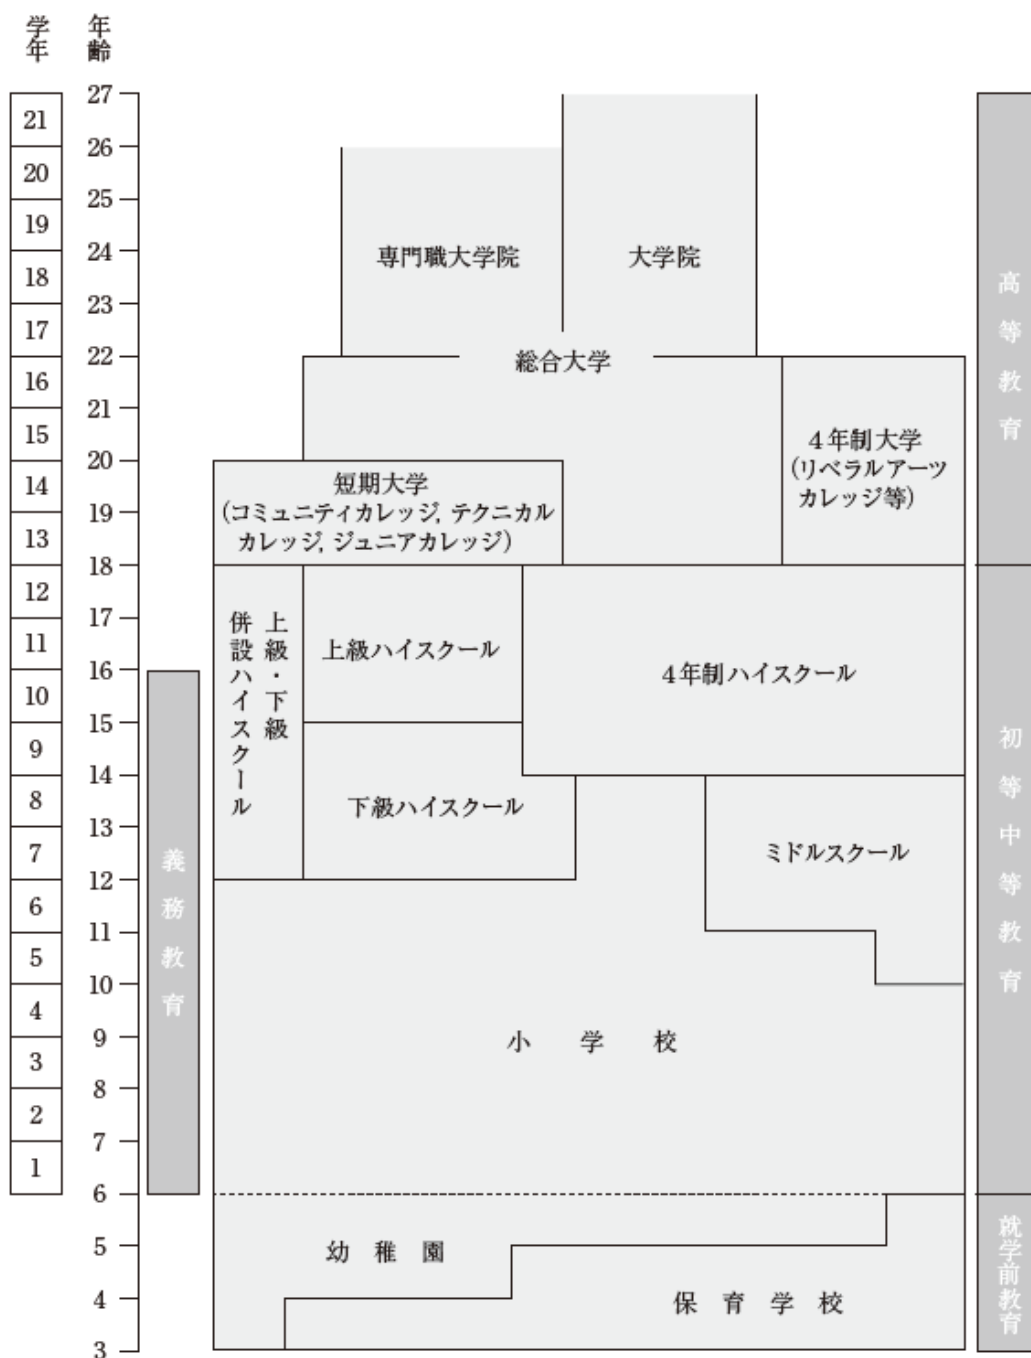 学年
年齢
27
21
26
20
25
19
24
18
23
17
22
16
21
15
20
14
19
13
18
12
17
11
16
10
15
9
14
8
13
7
12
6
11
5
10
4
9
3
8
2
7
1
6
5
4
3
専門職大学院
大学院
総合大学
4年制大学
(リベラルアーツ
カレッジ等)
短期大学
(コミュニティカレッジ, テクニカル
カレッジ, ジュニアカレッジ)
上級・下級
併設ハイスクール
上級ハイスクール
4年制ハイスクール
下級ハイスクール
ミドルスクール
小学校
幼稚園
保育学校
義務教育
高等教育
初等中等教育
就学前教育